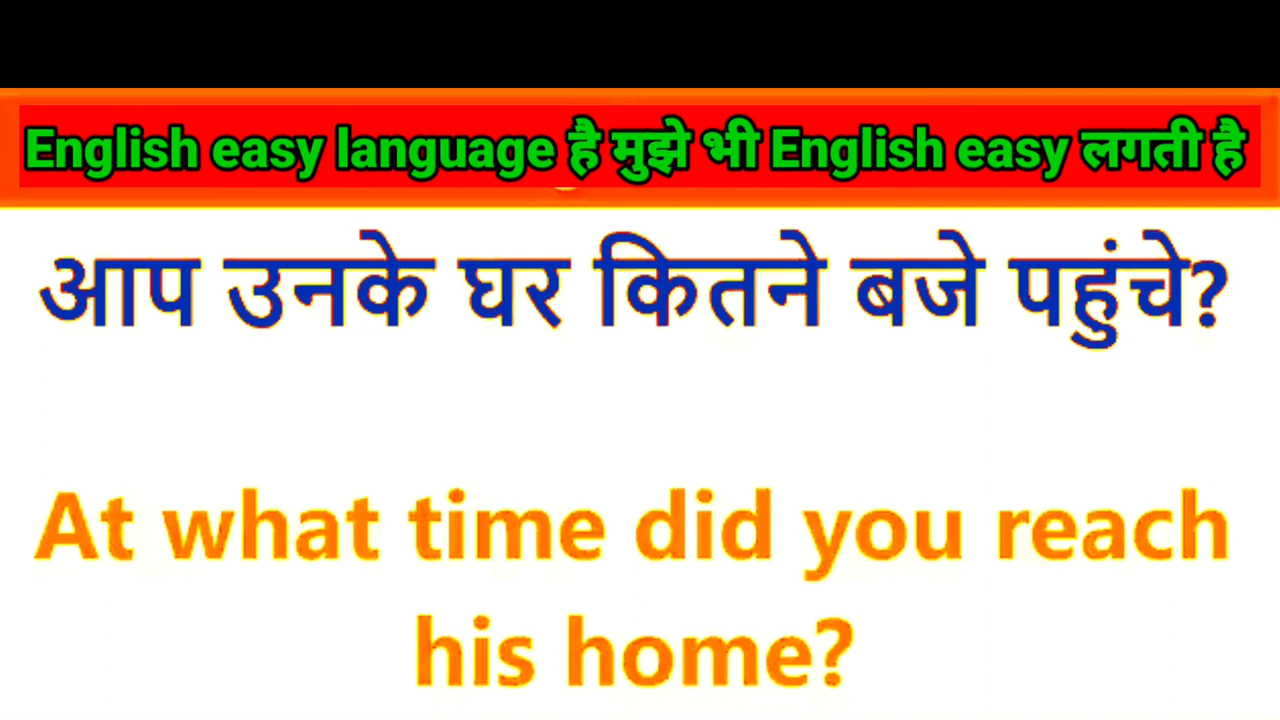 English easy language है मुझे भी English easy लगती है
आप उनके घर कितने बजे पहुंचे?
At what time did you reach
his home?